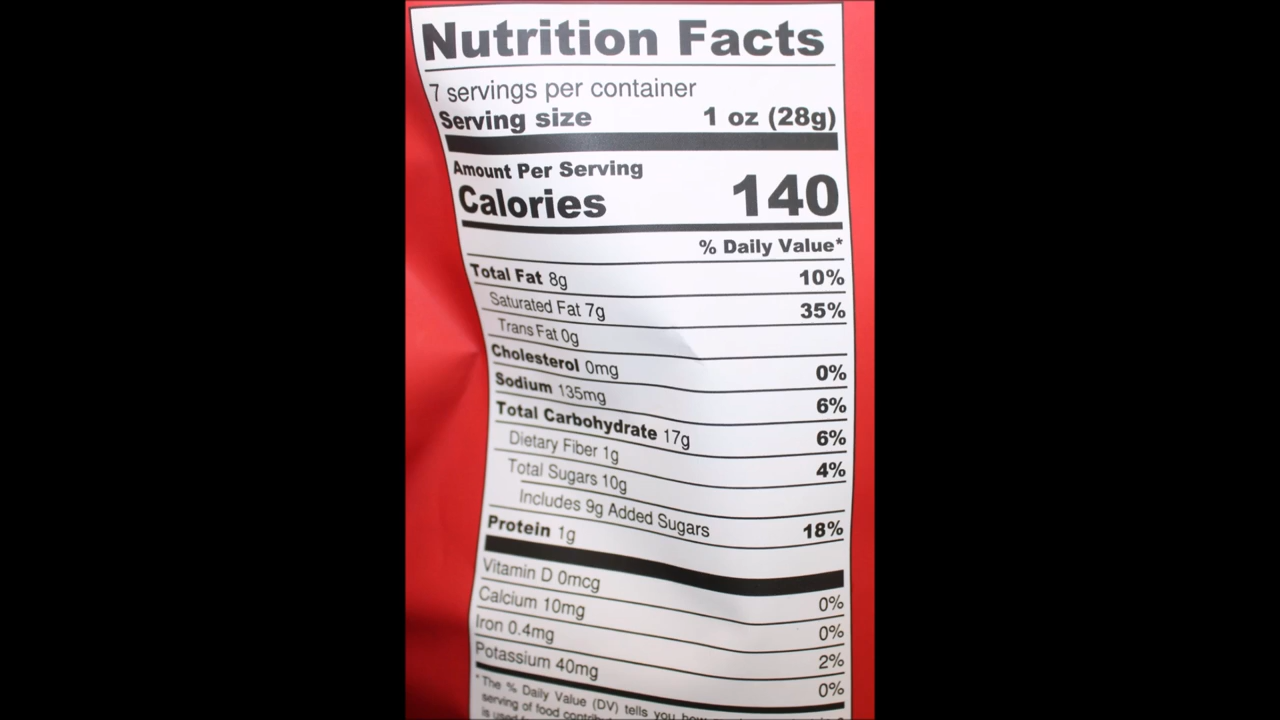 Nutrition Facts
7 servings per container
Serving size 1 oz (28g)
Amount Per Serving
Calories 140
% Daily Value*
Total Fat 8g 10%
Saturated Fat 7g 35%
Trans Fat 0g
Cholesterol 0mg 0%
Sodium 135mg 6%
Total Carbohydrate 17g 6%
Dietary Fiber 1g 4%
Total Sugars 10g
Includes 9g Added Sugars 18%
Protein 1g
Vitamin D 0mcg 0%
Calcium 10mg 0%
Iron 0.4mg 2%
Potassium 40mg 0%
*The % Daily Value (DV) tells you
serving of food